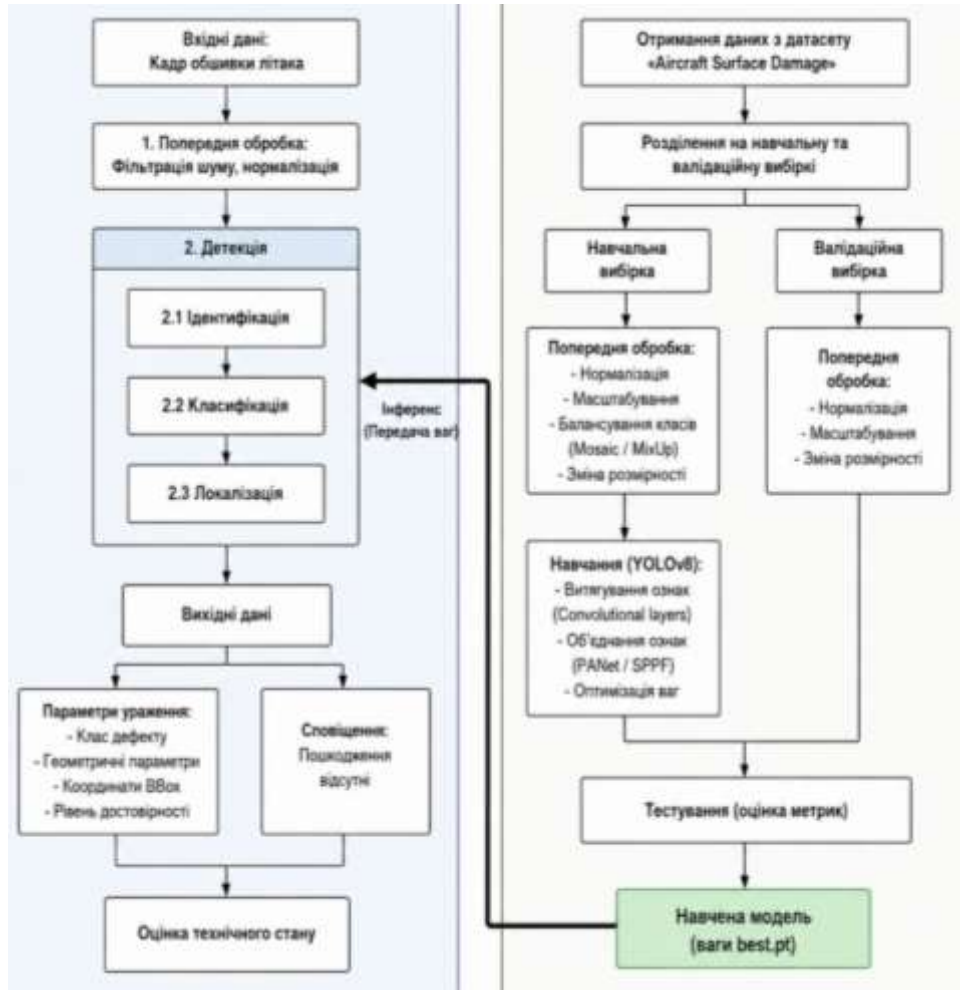 Вхідні дані:
Кадр обшивки літака
1. Попередня обробка:
Фільтрація шуму, нормалізація
2. Детекція
2.1 Ідентифікація
2.2 Класифікація
2.3 Локалізація
Вихідні дані
Параметри ураження:
- Клас дефекту
- Геометричні параметри
- Координати BBox
- Рівень достовірності
Сповіщення:
Пошкодження
відсутні
Оцінка технічного стану
Інференс
(Передача ваг)
Отримання даних з датасету
«Aircraft Surface Damage»
Розділення на навчальну та
валідаційну вибіркі
Навчальна
вибірка
Валідаційна
вибірка
Попередня обробка:
- Нормалізація
- Масштабування
- Балансування класів
(Mosaic / MixUp)
- Зміна розмірності
Попередня
обробка:
- Нормалізація
- Масштабування
- Зміна розмірності
Навчання (YOLOv8):
- Витягування ознак
(Convolutional layers)
- Об'єднання ознак
(PANet / SPPF)
- Оптимізація ваг
Тестування (оцінка метрик)
Навчена модель
(ваги best.pt)